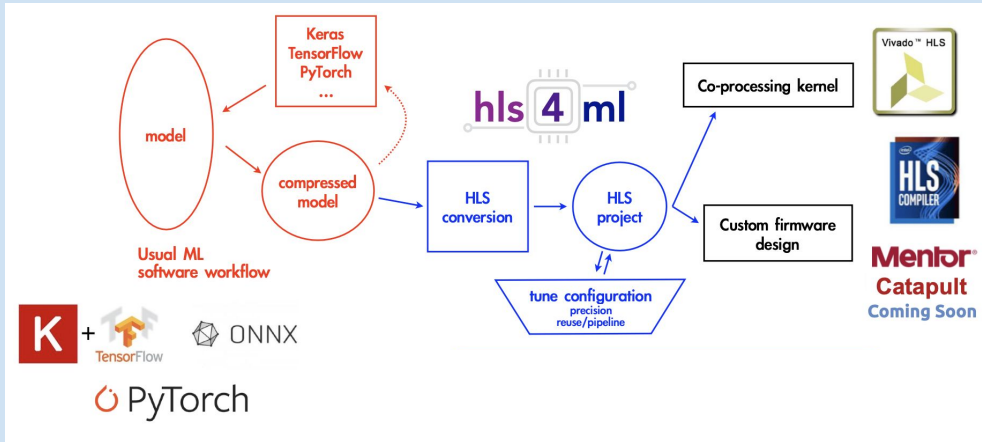 Keras
TensorFlow
PyTorch
...
model
compressed
model
Usual ML
software workflow
hls 4 ml
HLS
conversion
HLS
project
tune configuration
precision
reuse/pipeline
Co-processing kernel
Custom firmware
design
Vivado™ HLS
intel
HLS
COMPILER
Mentor®
Catapult
Coming Soon
K + TF
TensorFlow
ONNX
PyTorch